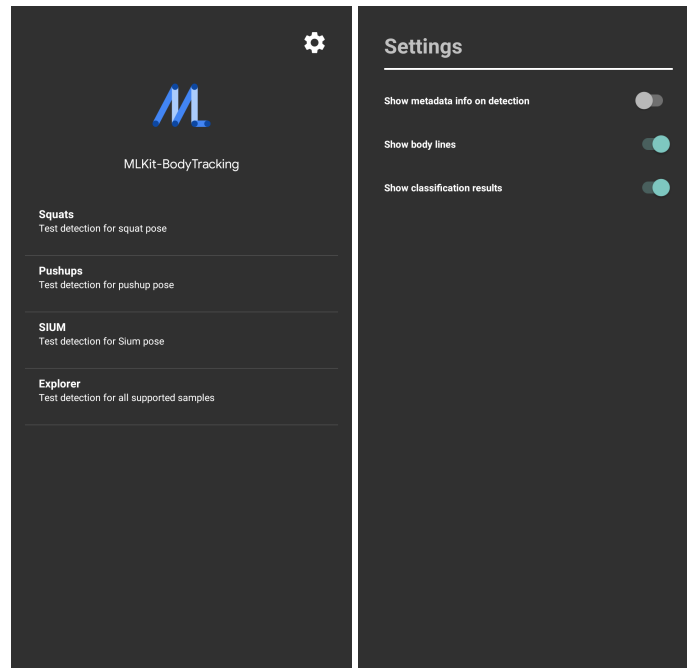 MLKit-BodyTracking
Squats
Test detection for squat pose
Pushups
Test detection for pushup pose
SIUM
Test detection for Sium pose
Explorer
Test detection for all supported samples
Settings
Show metadata info on detection
Show body lines
Show classification results